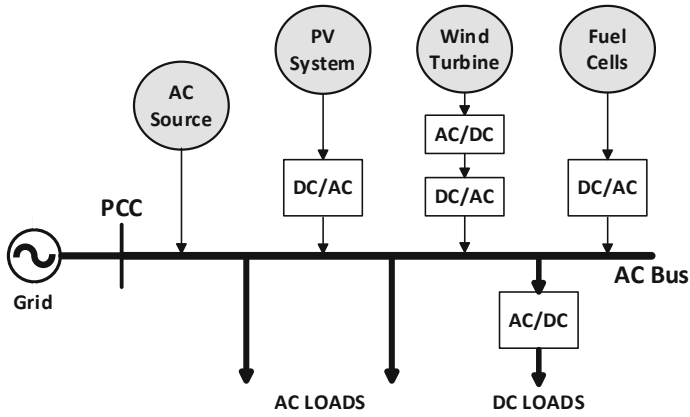 PV
System
Wind
Turbine
Fuel
Cells
AC
Source
AC/DC
DC/AC
DC/AC
DC/AC
PCC
AC Bus
Grid
AC/DC
AC LOADS
DC LOADS